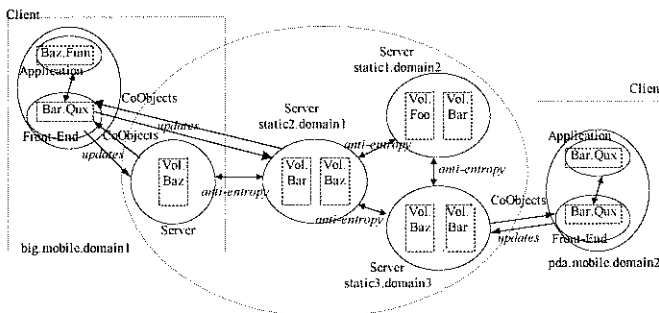 Client
Baz.Funn
Application
Bar.Qux
Front-End
CoObjects
CoObjects
updates
updates
Vol.
Baz
Server
big.mobile.domain1
Server
static2.domain1
Vol.
Bar
Vol.
Baz
anti-entropy
anti-entropy
anti-entropy
anti-entropy
Server
static1.domain2
Vol.
Foo
Vol.
Bar
Vol.
Baz
Vol.
Bar
Server
static3.domain3
CoObjects
updates
Client
Application
Bar.Qux
Bar.Qux
Front-End
pda.mobile.domain2